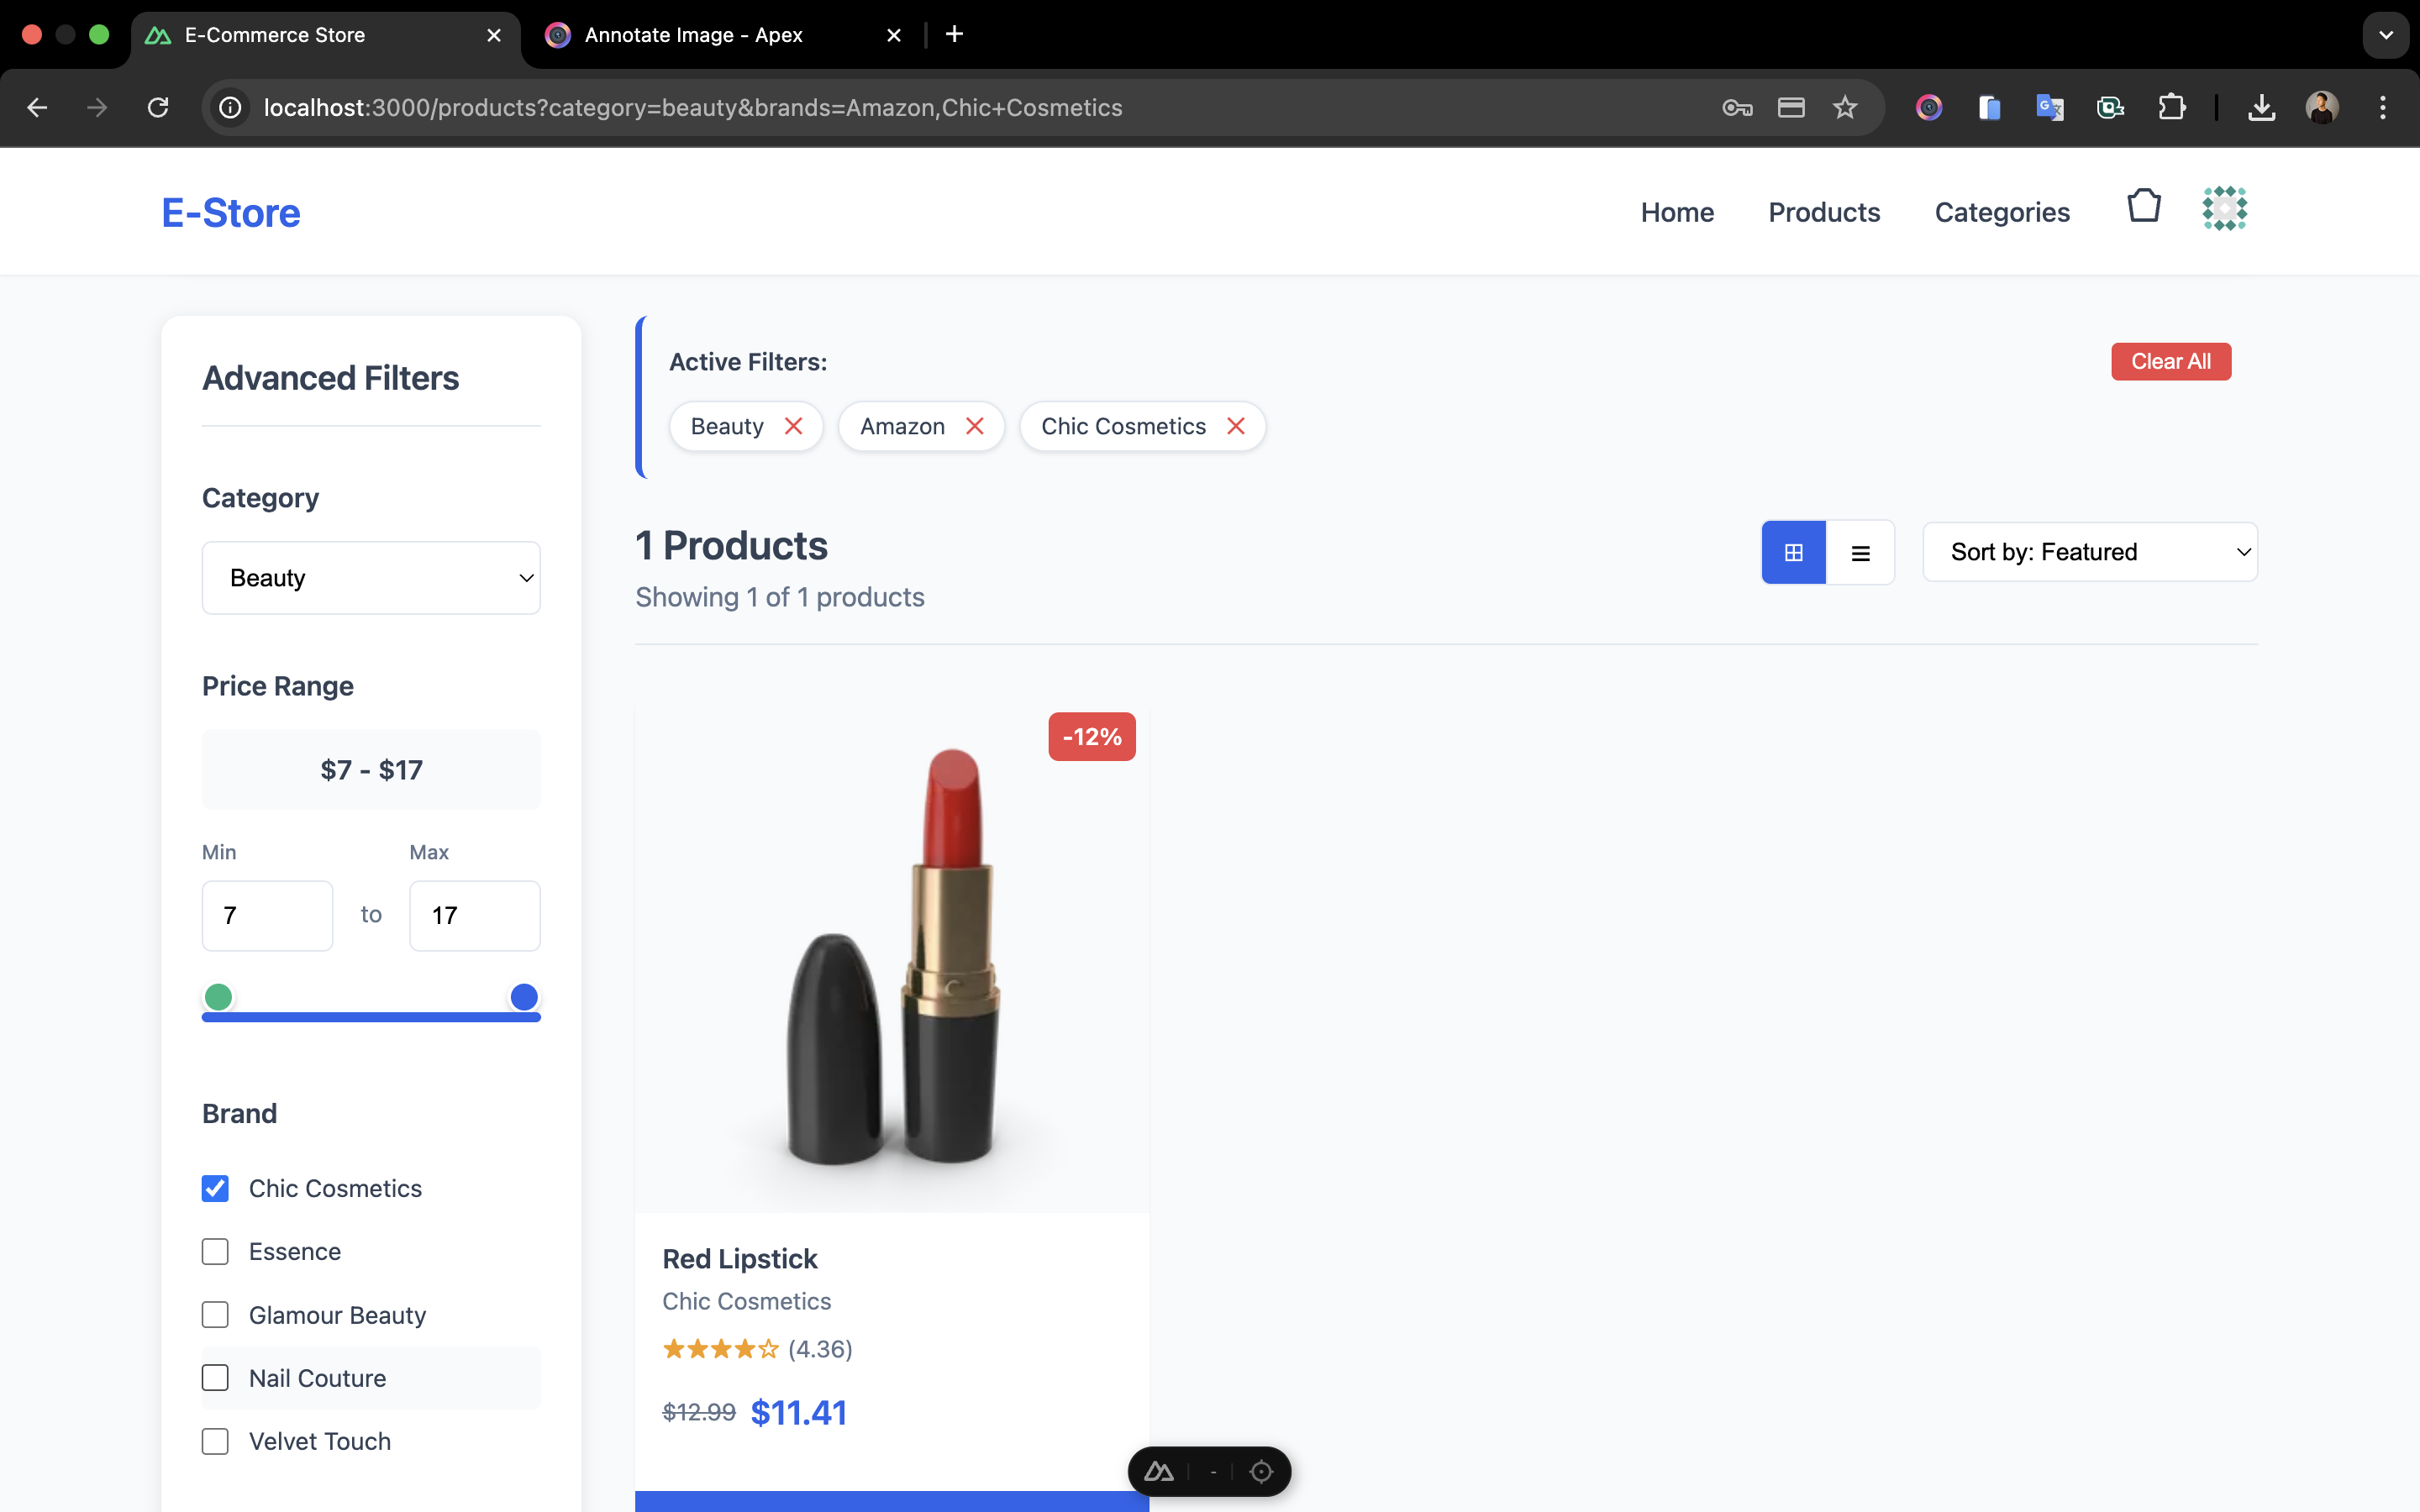 E-Commerce Store
Annotate Image - Apex
localhost:3000/products?category=beauty&brands=Amazon,Chic+Cosmetics
E-Store
Home
Products
Categories
Advanced Filters
Category
Beauty
Price Range
$7 - $17
Min
Max
7
to
17
Brand
Chic Cosmetics
Essence
Glamour Beauty
Nail Couture
Velvet Touch
Active Filters:
Clear All
Beauty
Amazon
Chic Cosmetics
1 Products
Showing 1 of 1 products
Sort by: Featured
-12%
Red Lipstick
Chic Cosmetics
(4.36)
$12.99 $11.41